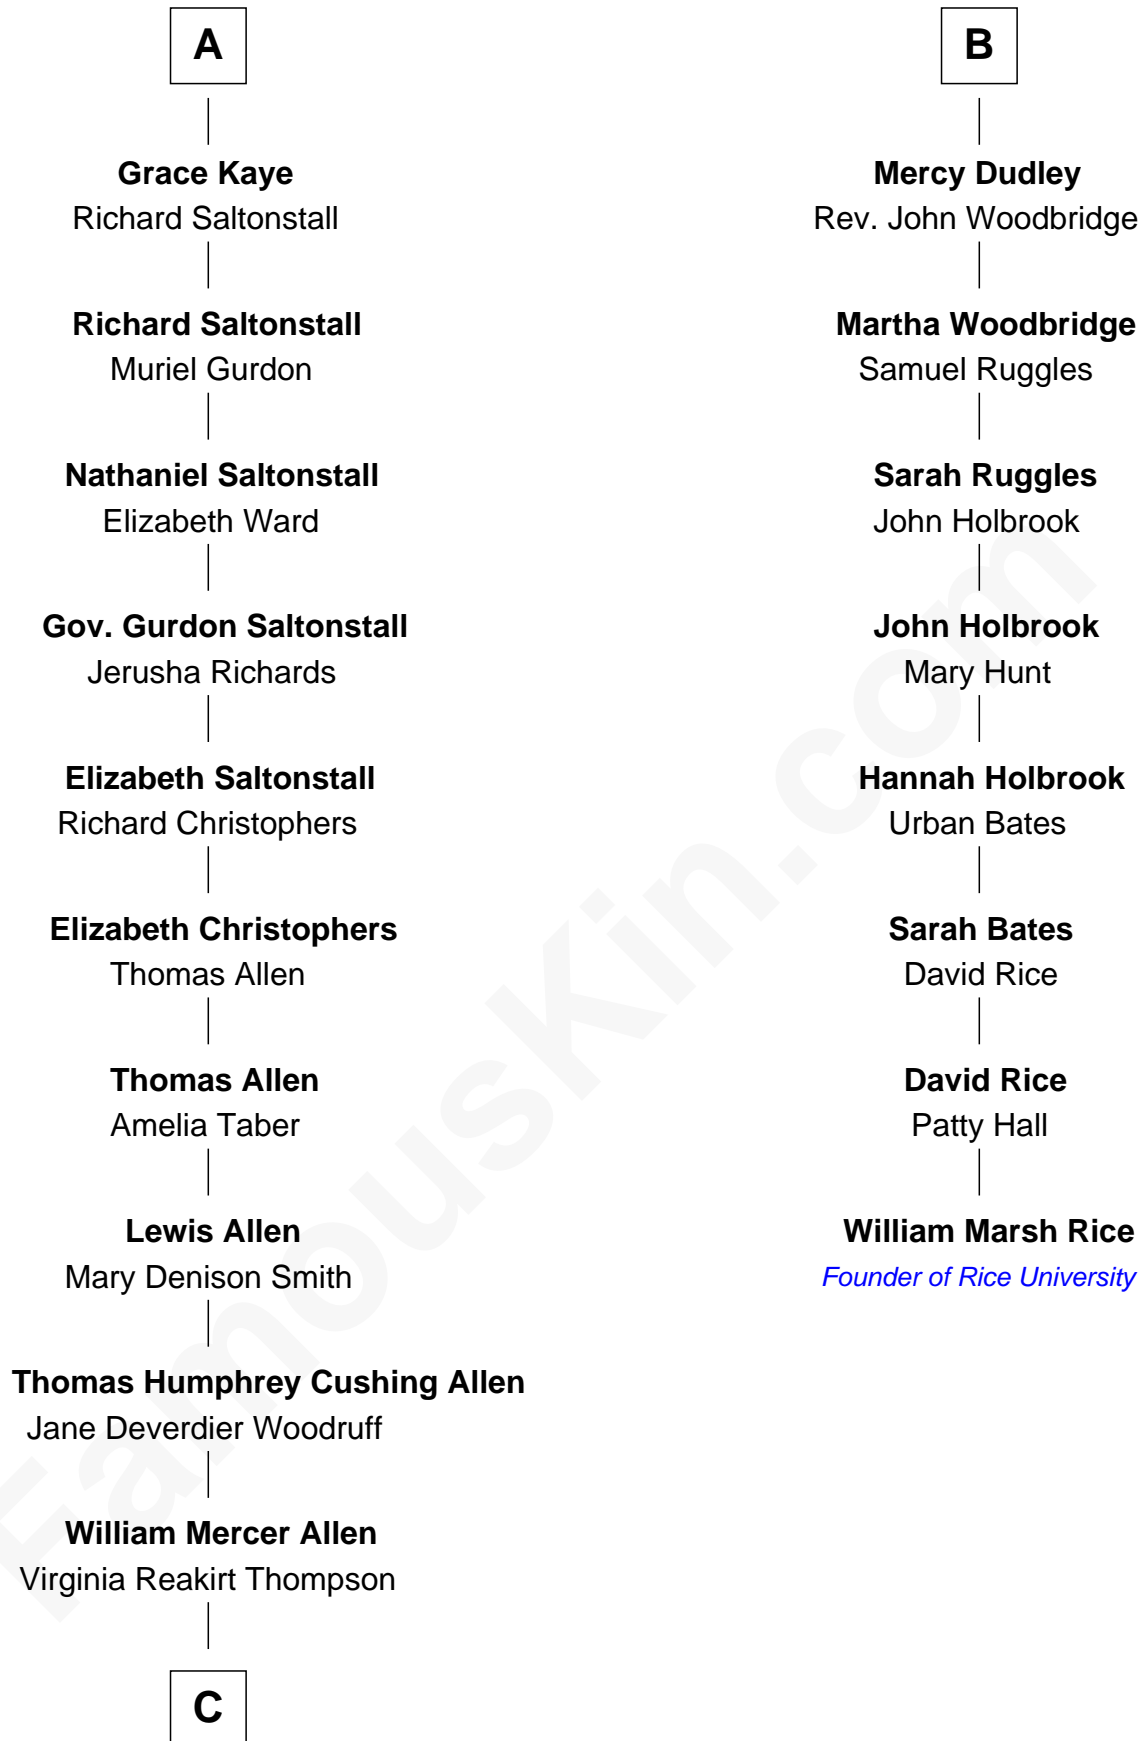 A
Grace Kaye
Richard Saltonstall
Richard Saltonstall
Muriel Gurdon
Nathaniel Saltonstall
Elizabeth Ward
Gov. Gurdon Saltonstall
Jerusha Richards
Elizabeth Saltonstall
Richard Christophers
Elizabeth Christophers
Thomas Allen
Thomas Allen
Amelia Taber
Lewis Allen
Mary Denison Smith
Thomas Humphrey Cushing Allen
Jane Deverdier Woodruff
William Mercer Allen
Virginia Reakirt Thompson
C
B
Mercy Dudley
Rev. John Woodbridge
Martha Woodbridge
Samuel Ruggles
Sarah Ruggles
John Holbrook
John Holbrook
Mary Hunt
Hannah Holbrook
Urban Bates
Sarah Bates
David Rice
David Rice
Patty Hall
William Marsh Rice
Founder of Rice University
FamousKin.com